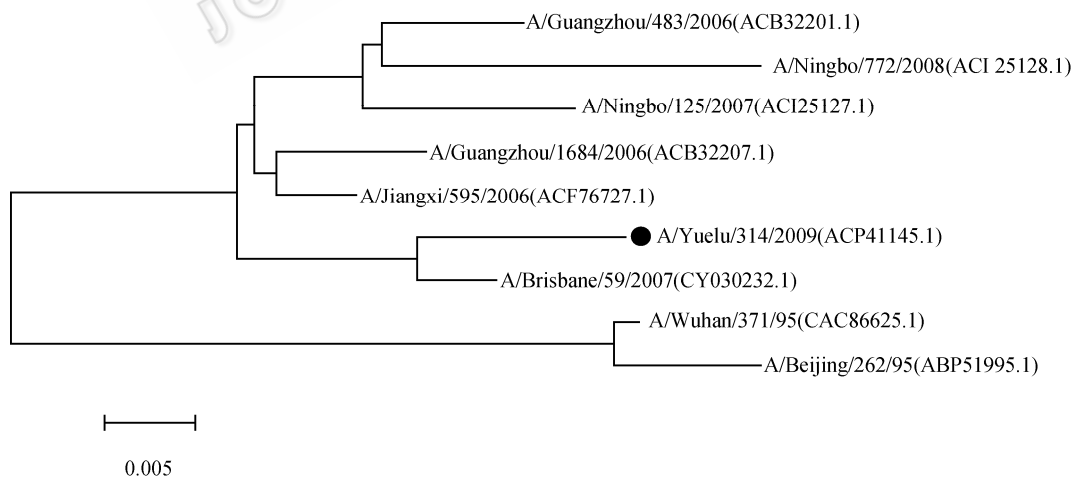 A/Guangzhou/483/2006(ACB32201.1)
A/Ningbo/772/2008(ACI 25128.1)
A/Ningbo/125/2007(ACI25127.1)
A/Guangzhou/1684/2006(ACB32207.1)
A/Jiangxi/595/2006(ACF76727.1)
A/Yuelu/314/2009(ACP41145.1)
A/Brisbane/59/2007(CY030232.1)
A/Wuhan/371/95(CAC86625.1)
A/Beijing/262/95(ABP51995.1)
0.005